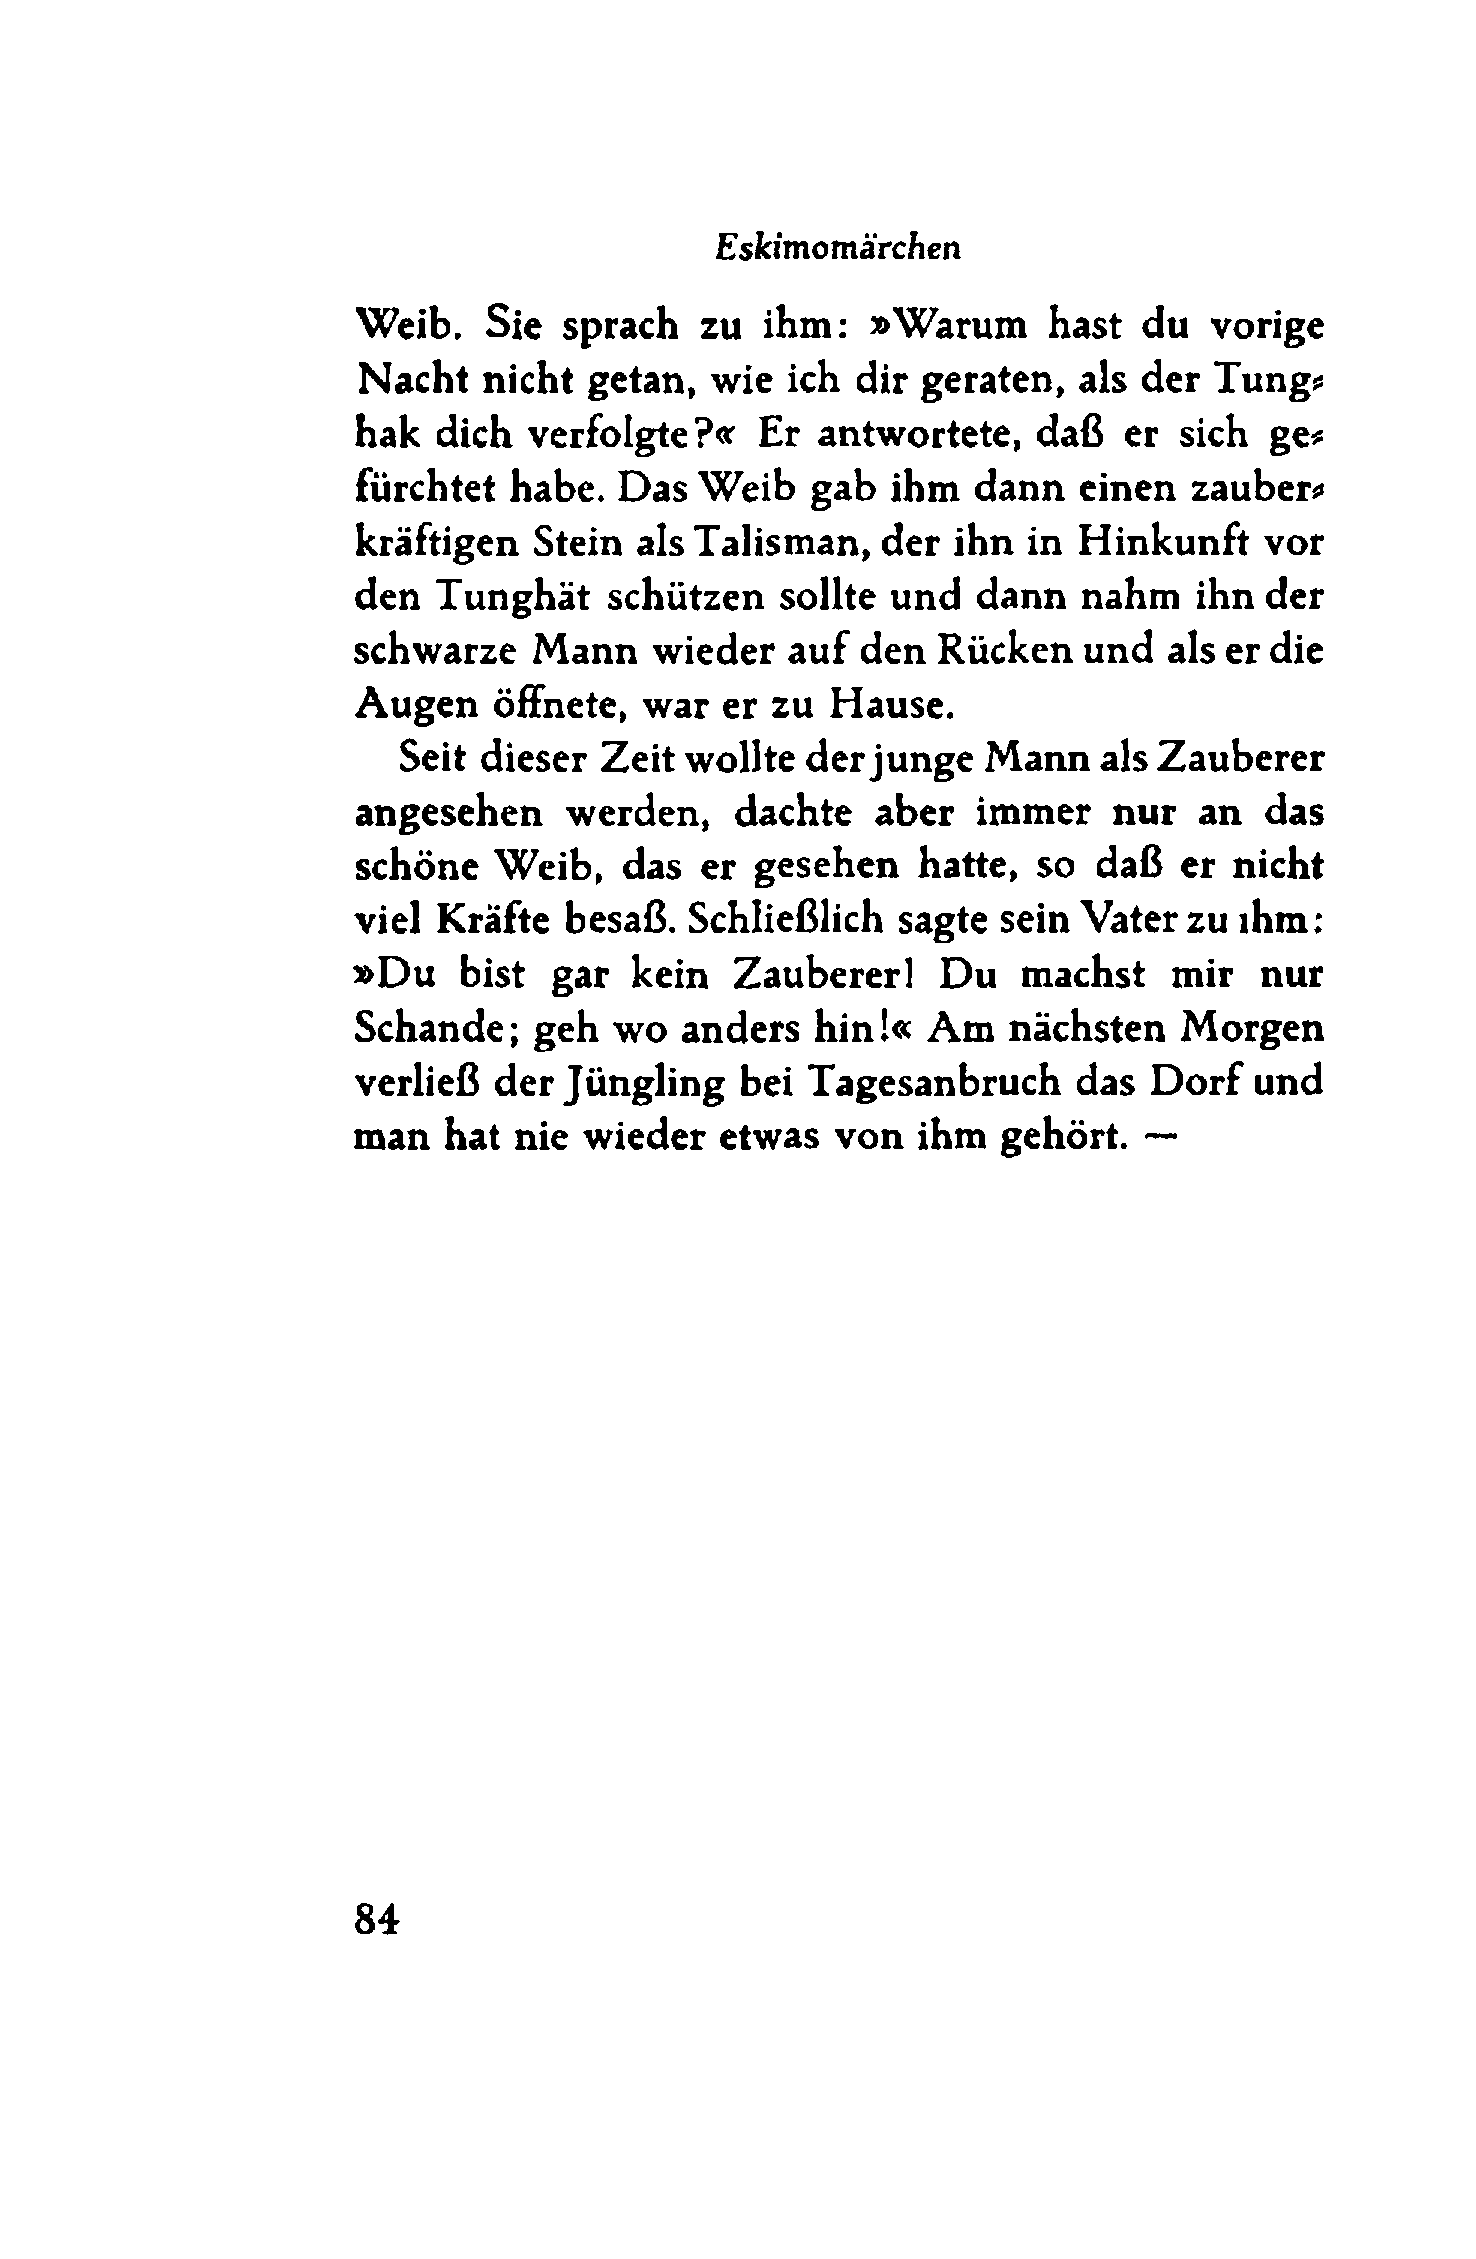 Eskimomärchen
Weib. Sie sprach zu ihm: »Warum hast du vorige
Nacht nicht getan, wie ich dir geraten, als der Tung⸗
hak dich verfolgte?« Er antwortete, daß er sich ge⸗
fürchtet habe. Das Weib gab ihm dann einen zauber⸗
kräftigen Stein als Talisman, der ihn in Hinkunft vor
den Tunghät schützen sollte und dann nahm ihn der
schwarze Mann wieder auf den Rücken und als er die
Augen öffnete, war er zu Hause.
Seit dieser Zeit wollte der junge Mann als Zauberer
angesehen werden, dachte aber immer nur an das
schöne Weib, das er gesehen hatte, so daß er nicht
viel Kräfte besaß. Schließlich sagte sein Vater zu ihm:
»Du bist gar kein Zauberer! Du machst mir nur
Schande; geh wo anders hin!« Am nächsten Morgen
verließ der Jüngling bei Tagesanbruch das Dorf und
man hat nie wieder etwas von ihm gehört. —
84